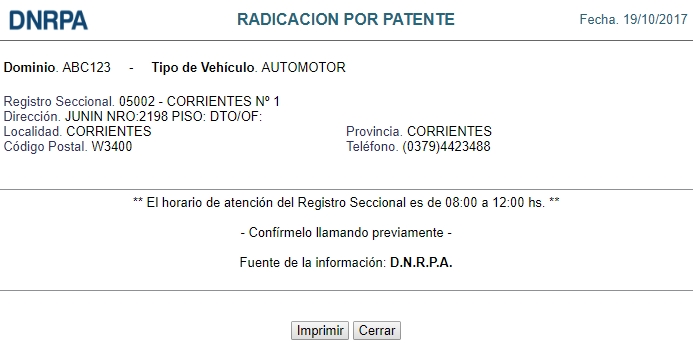 DNRPA RADICACION POR PATENTE Fecha. 19/10/2017
Dominio. ABC123 - Tipo de Vehículo. AUTOMOTOR
Registro Seccional. 05002 - CORRIENTES Nº 1
Dirección. JUNIN NRO:2198 PISO: DTO/OF:
Localidad. CORRIENTES Provincia. CORRIENTES
Código Postal. W3400 Teléfono. (0379)4423488
** El horario de atención del Registro Seccional es de 08:00 a 12:00 hs. **
- Confírmelo llamando previamente -
Fuente de la información: D.N.R.P.A.
Imprimir Cerrar